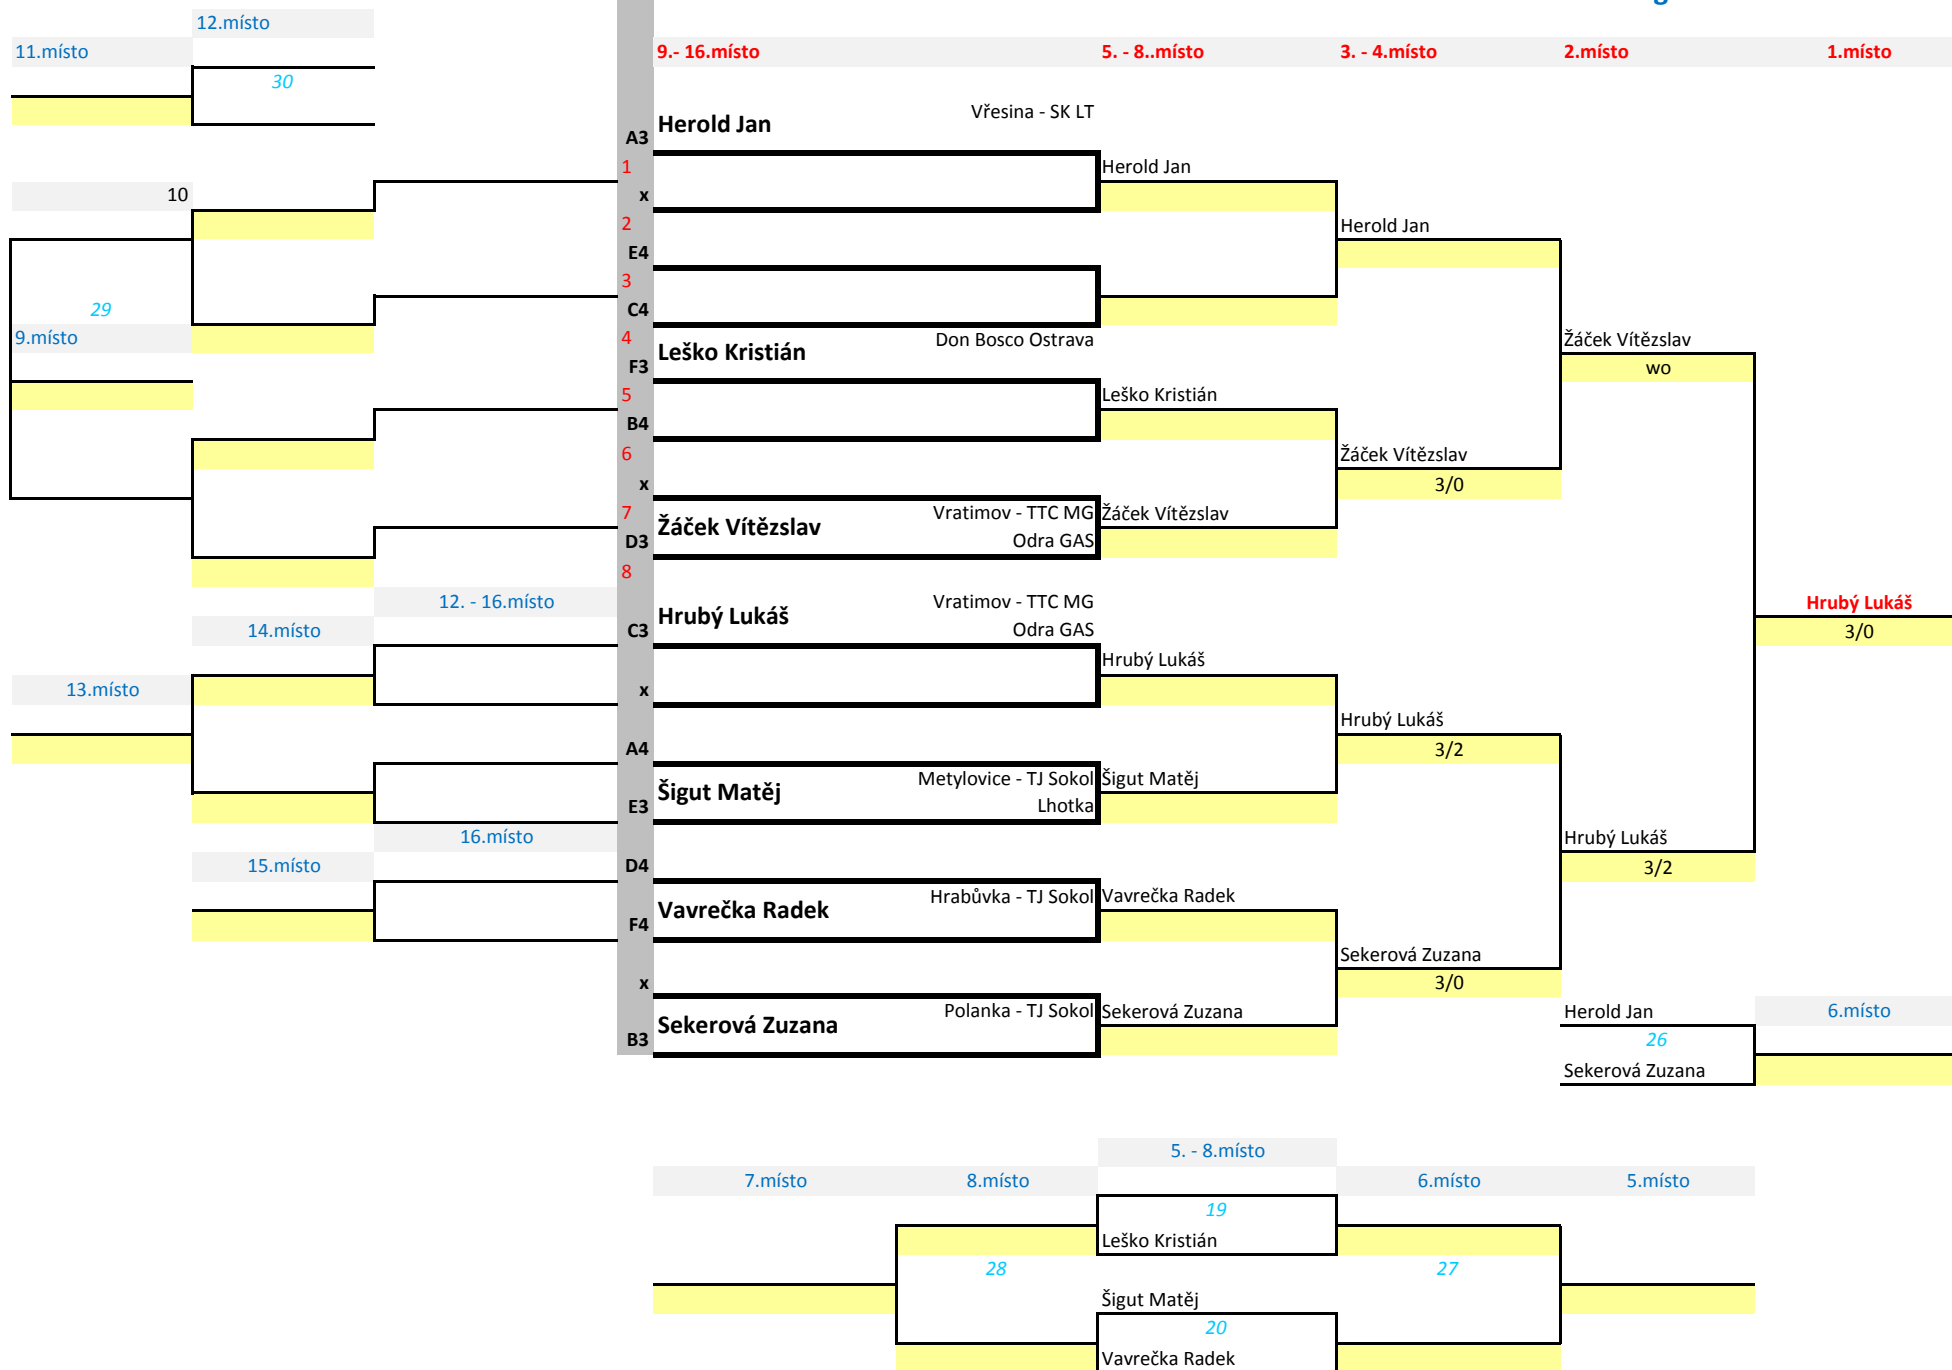 12.místo
11.místo
9.- 16.místo 5. - 8..místo 3. - 4.místo 2.místo 1.místo
30
Vřesina - SK LT
Herold Jan
A3
1 Herold Jan
10 x
2 Herold Jan
E4
3
29 C4
9.místo 4 Don Bosco Ostrava Žáček Vítězslav
Leško Kristián
F3 wo
5 Leško Kristián
B4
6 Žáček Vítězslav
x 3/0
7 Vratimov - TTC MG Žáček Vítězslav
Žáček Vítězslav
D3 Odra GAS
8
12. - 16.místo Vratimov - TTC MG Hrubý Lukáš
Hrubý Lukáš
14.místo C3 Odra GAS 3/0
Hrubý Lukáš
13.místo x
Hrubý Lukáš
A4 3/2
Metylovice - TJ Sokol Šigut Matěj
Šigut Matěj
E3 Lhotka
16.místo Hrubý Lukáš
15.místo D4 3/2
Hrabůvka - TJ Sokol Vavrečka Radek
Vavrečka Radek
F4
Sekerová Zuzana
x 3/0
Polanka - TJ Sokol Sekerová Zuzana Herold Jan 6.místo
Sekerová Zuzana
B3 26
Sekerová Zuzana
5. - 8.místo
7.místo 8.místo 6.místo 5.místo
19
Leško Kristián
28 27
Šigut Matěj
20
Vavrečka Radek